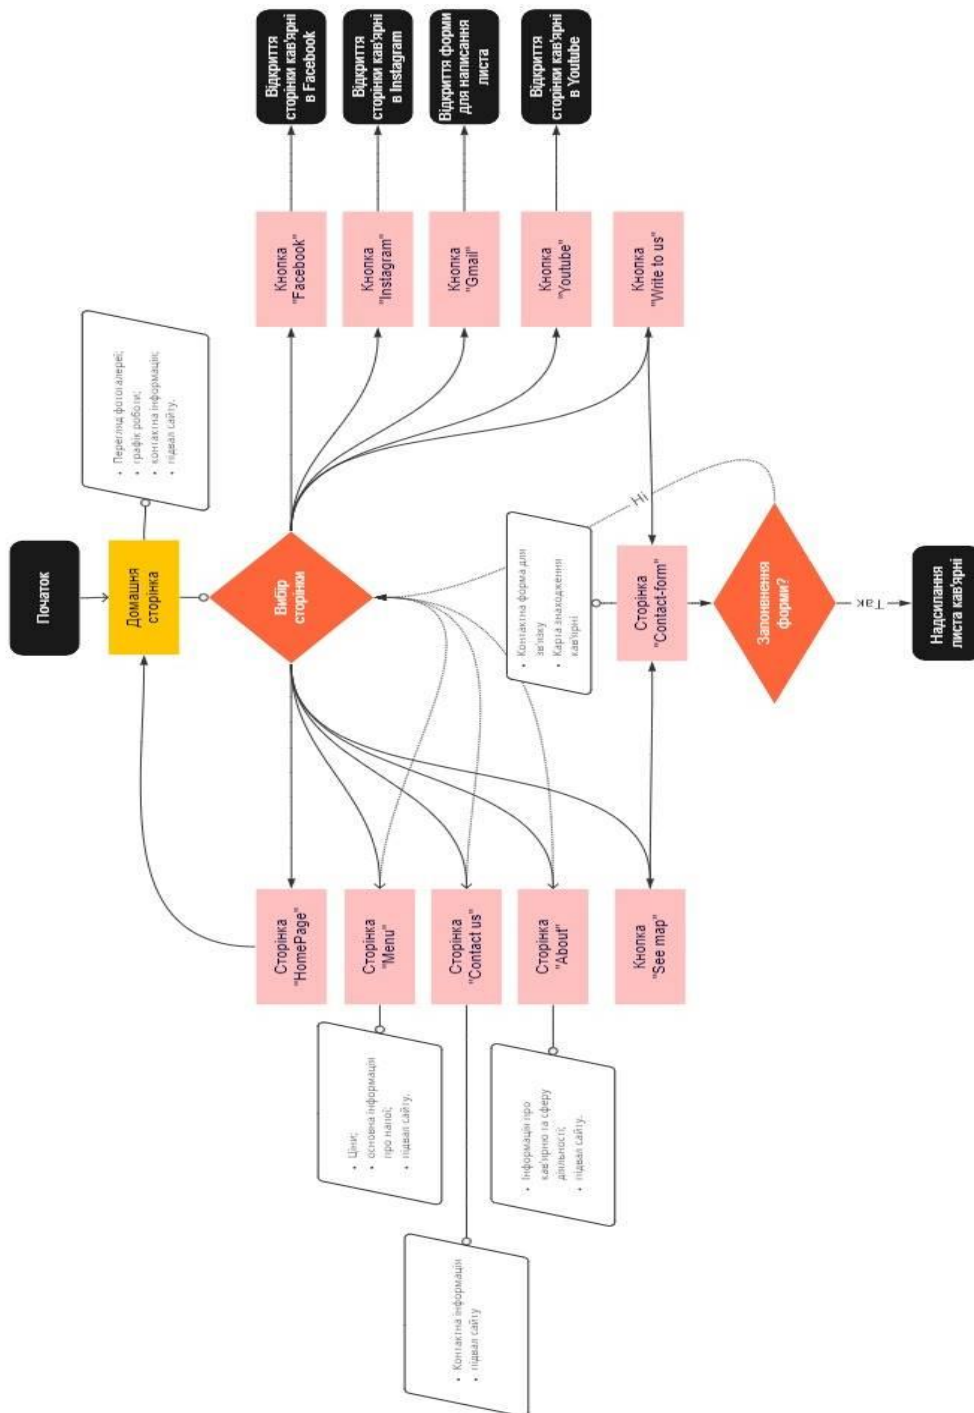 Початок
Домашня
сторінка
• Перегляд фотогалереї;
• графік роботи;
• контактна інформація;
• підвал сайту.
Вибір
сторінки
Сторінка
"HomePage"
Кнопка
"Facebook"
Відкриття
сторінки кав'ярні
в Facebook
• Ціни;
• основна інформація
про напої;
• підвал сайту.
Сторінка
"Menu"
Кнопка
"Instagram"
Відкриття
сторінки кав'ярні
в Instagram
• Контактна інформація
• підвал сайту
Сторінка
"Contact us"
Кнопка
"Gmail"
Відкриття форми
для написання
листа
• Інформація про
кав'ярню та сферу
діяльності;
• підвал сайту.
Сторінка
"About"
Кнопка
"Youtube"
Відкриття
сторінки кав'ярні
в Youtube
• Контактна форма для
зв'язку
• Карта знаходження
кав'ярні
Кнопка
"See map"
Сторінка
"Contact-form"
Кнопка
"Write to us"
Ні
Заповнення
форми?
Так
Надсилання
листа кав'ярні